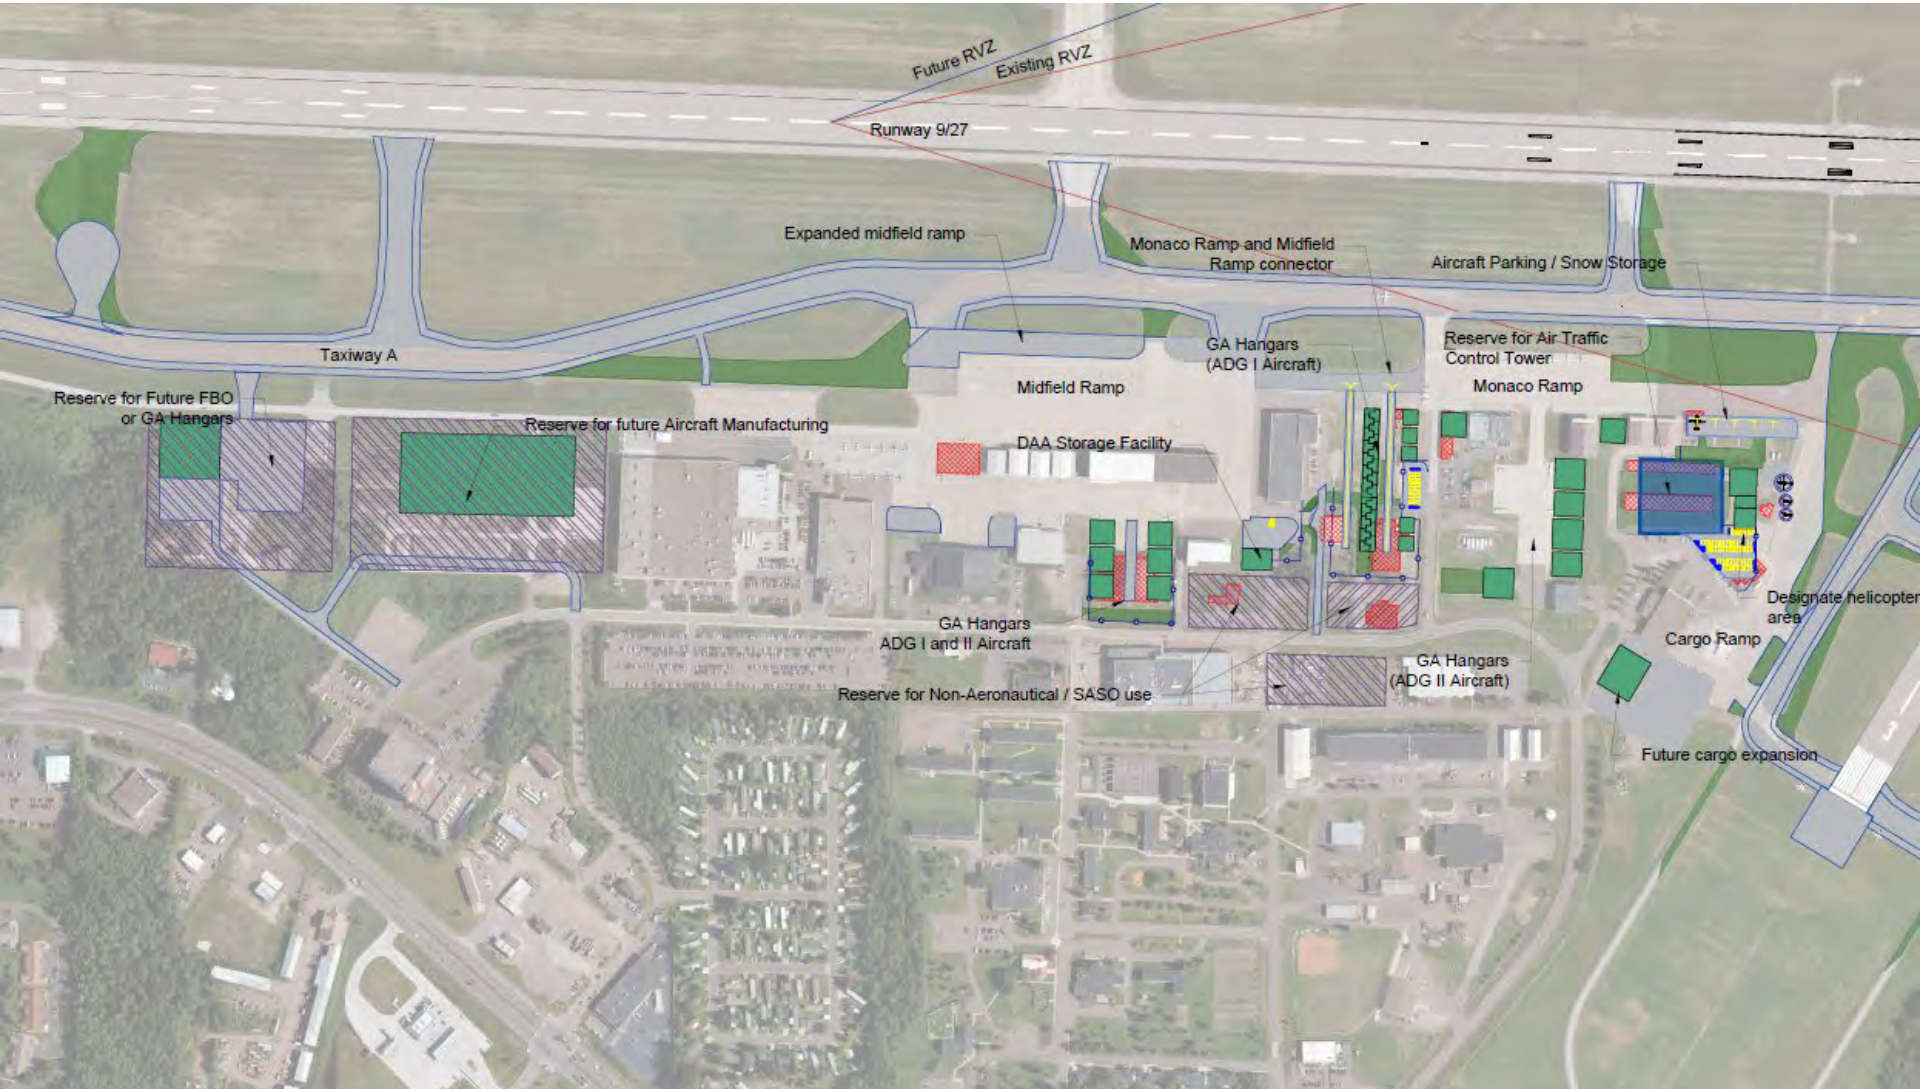 Future RVZ
Existing RVZ
Runway 9/27
Expanded midfield ramp
Monaco Ramp and Midfield
Ramp connector
Aircraft Parking / Snow Storage
GA Hangars
(ADG I Aircraft)
Reserve for Air Traffic
Control Tower
Taxiway A
Midfield Ramp
Monaco Ramp
Reserve for Future FBO
or GA Hangars
Reserve for future Aircraft Manufacturing
DAA Storage Facility
Designate helicopter
area
GA Hangars
ADG I and II Aircraft
Cargo Ramp
GA Hangars
(ADG II Aircraft)
Reserve for Non-Aeronautical / SASO use
Future cargo expansion
3